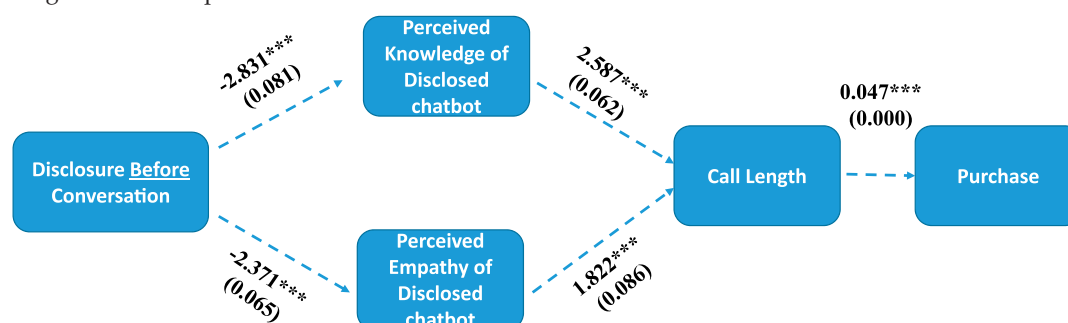 Perceived
Knowledge of
Disclosed
chatbot
-2.831***
(0.081)
2.587***
(0.062)
0.047***
(0.000)
Disclosure Before
Conversation
Call Length
Purchase
-2.371***
(0.065)
Perceived
Empathy of
Disclosed
chatbot
1.822***
(0.086)